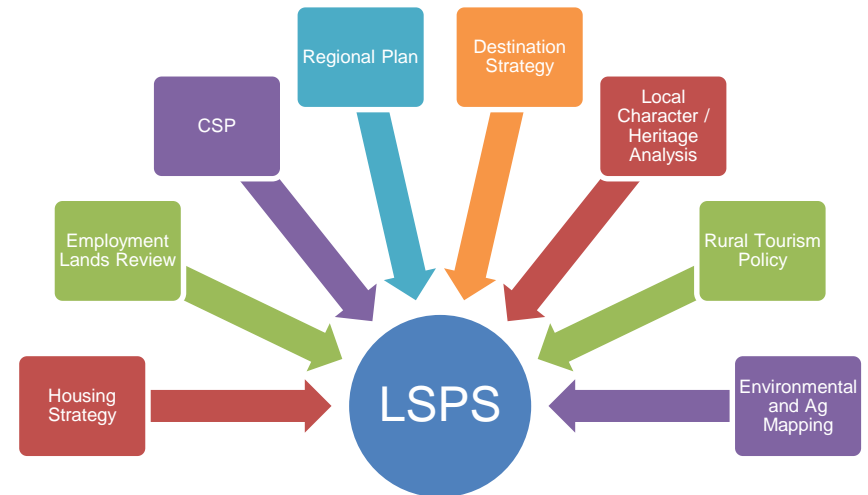 Regional Plan
Destination
Strategy
CSP
Local
Character /
Heritage
Analysis
Employment
Lands Review
Rural Tourism
Policy
Housing
Strategy
LSPS
Environmental
and Ag
Mapping